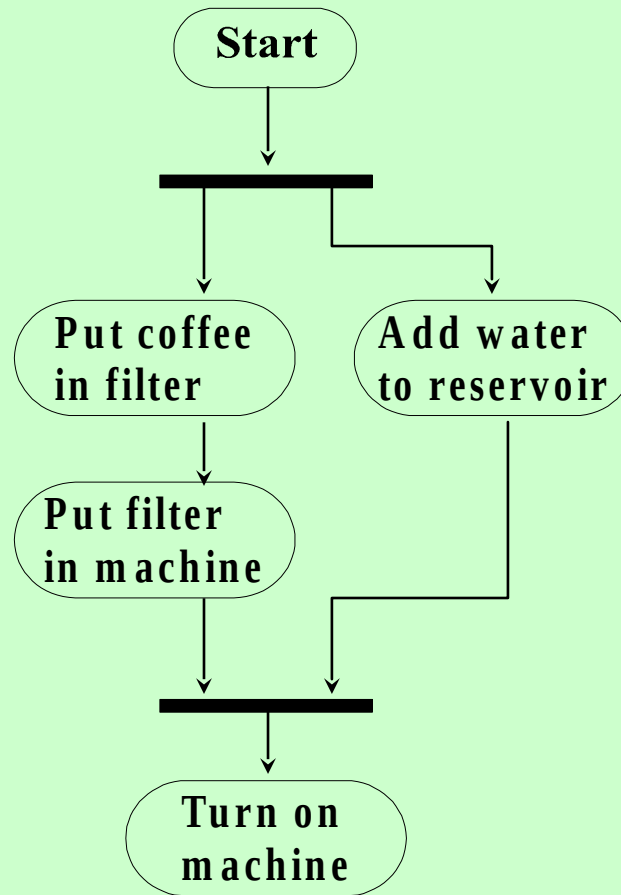 Start
Put coffee
in filter
Add water
to reservoir
Put filter
in machine
Turn on
machine